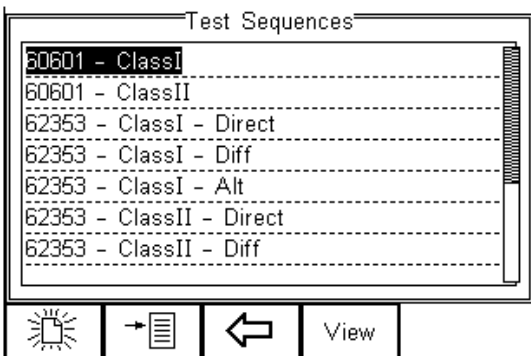 Test Sequences
60601 - ClassI
60601 - ClassII
62353 - ClassI - Direct
62353 - ClassI - Diff
62353 - ClassI - Alt
62353 - ClassII - Direct
62353 - ClassII - Diff
View